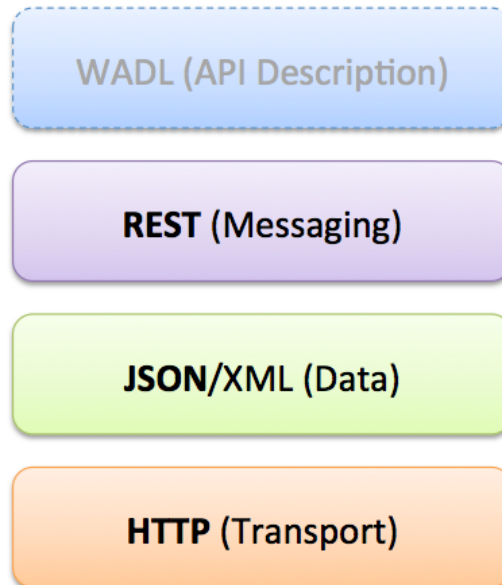 WADL (API Description)
REST (Messaging)
JSON/XML (Data)
HTTP (Transport)